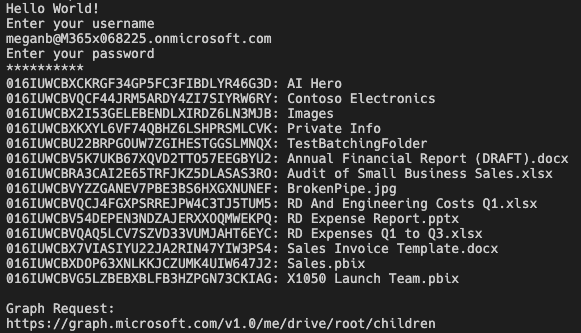 Hello World!
Enter your username
meganb@M365x068225.onmicrosoft.com
Enter your password
**********
016IUWCBXCKRGF34GP5FC3FIBDLYR46G3D: AI Hero
016IUWCBVQCF44JRM5ARDY4ZI7SIYRW6RY: Contoso Electronics
016IUWCBX2I53GELEBENDLXIRDZ6LN3MJB: Images
016IUWCBXKXYL6VF74QBHZ6LSHPRSMLCVK: Private Info
016IUWCBU22BRPGOUW7ZGIHESTGGSLMNQX: TestBatchingFolder
016IUWCBV5K7UKB67XQVD2TTO57EEGBYU2: Annual Financial Report (DRAFT).docx
016IUWCBRA3CAI2E65TRFJKZ5DLASAS3RO: Audit of Small Business Sales.xlsx
016IUWCBVYZZGANEV7PBE3BS6HXGXNUNEF: BrokenPipe.jpg
016IUWCBVQCJ4FGXPSRREJPW4C3TJ5TUM5: RD And Engineering Costs Q1.xlsx
016IUWCBV54DEPEN3NDZAJERXXOQMWEKPQ: RD Expense Report.pptx
016IUWCBVQAQ5LCV7SZVD33VUMJAHT6EYC: RD Expenses Q1 to Q3.xlsx
016IUWCBX7VIASIYU22JA2RIN47YIW3PS4: Sales Invoice Template.docx
016IUWCBXDOP63XNLKKJCZUMK4UIW647J2: Sales.pbix
016IUWCBVG5LZBEBXBLFB3HZPGN73CKIAG: X1050 Launch Team.pbix
Graph Request:
https://graph.microsoft.com/v1.0/me/drive/root/children